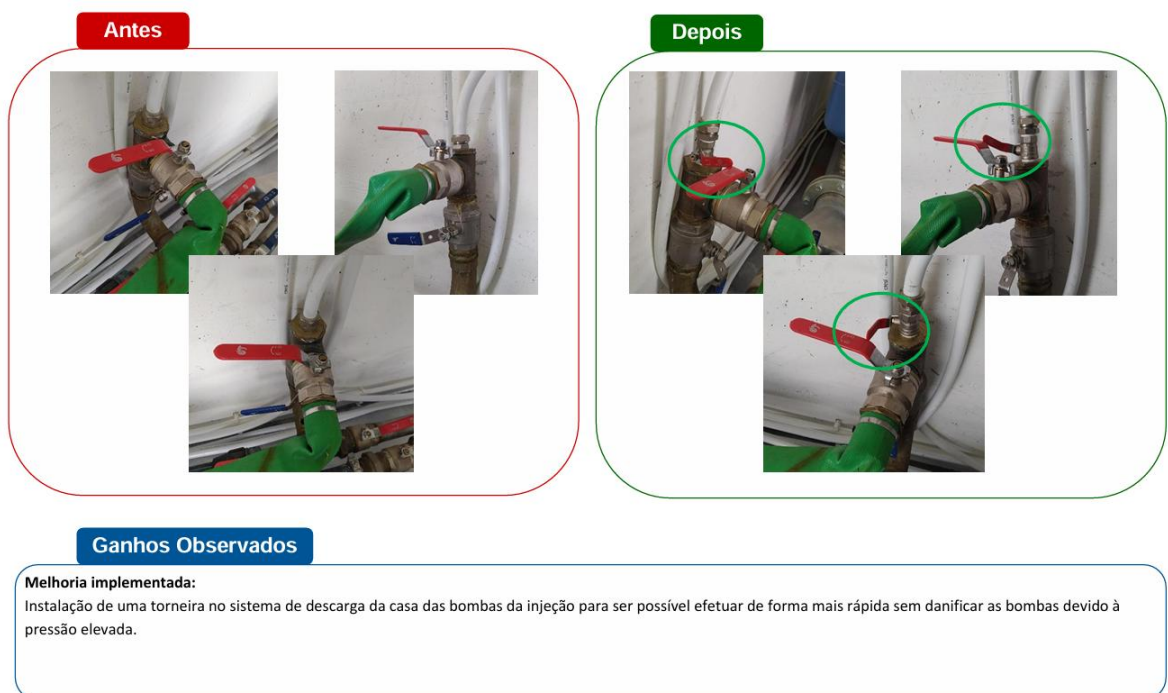 Antes
Depois
Ganhos Observados
Melhoria implementada:
Instalação de uma torneira no sistema de descarga da casa das bombas da injeção para ser possível efetuar de forma mais rápida sem danificar as bombas devido à
pressão elevada.